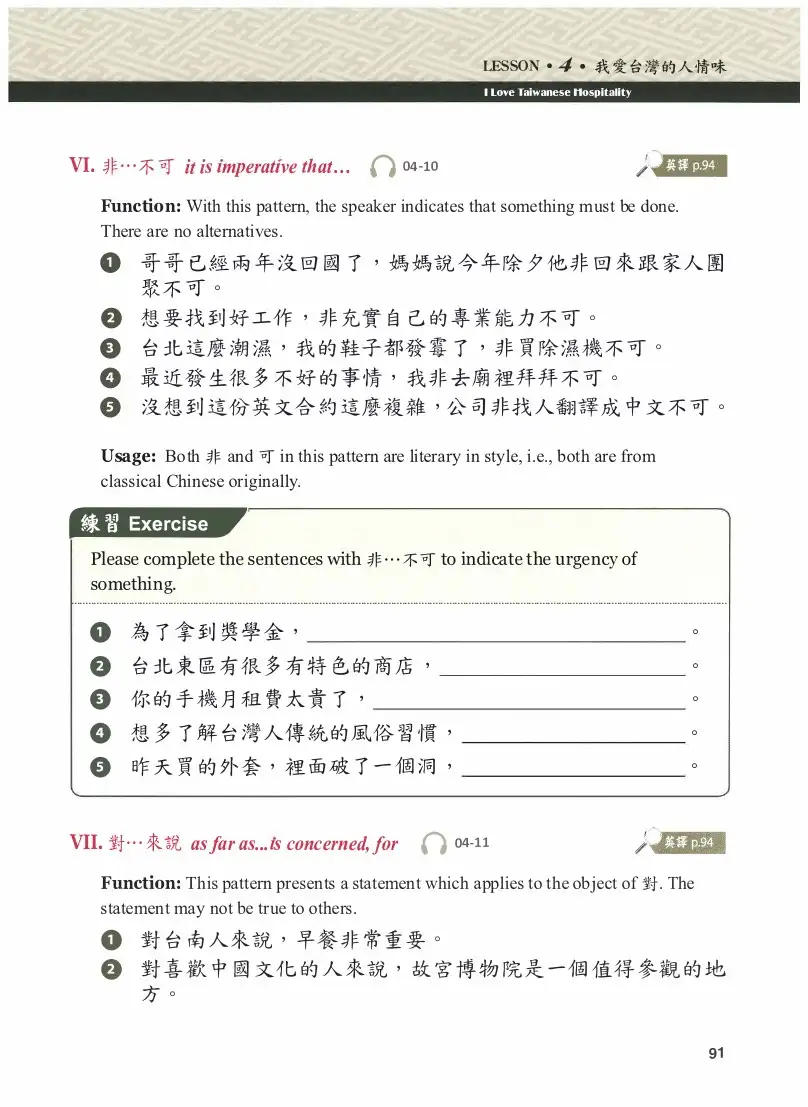 LESSON • 4 • 我愛台灣的人情味
I Love Taiwanese Hospitality
VI. 非…不可 it is imperative that… 04-10 英譯 p.94
Function: With this pattern, the speaker indicates that something must be done.
There are no alternatives.
1 哥哥已經兩年沒回國了，媽媽說今年除夕他非回來跟家人團
聚不可。
2 想要找到好工作，非充實自己的專業能力不可。
3 台北這麼潮濕，我的鞋子都發霉了，非買除濕機不可。
4 最近發生很多不好的事情，我非去廟裡拜拜不可。
5 沒想到這份英文合約這麼複雜，公司非找人翻譯成中文不可。
Usage: Both 非 and 可 in this pattern are literary in style, i.e., both are from
classical Chinese originally.
練習 Exercise
Please complete the sentences with 非…不可 to indicate the urgency of
something.
1 為了拿到獎學金，＿＿＿＿＿＿＿＿。
2 台北東區有很多有特色的商店，＿＿＿＿＿＿＿＿。
3 你的手機月租費太貴了，＿＿＿＿＿＿＿＿。
4 想多了解台灣人傳統的風俗習慣，＿＿＿＿＿＿＿＿。
5 昨天買的外套，裡面破了一個洞，＿＿＿＿＿＿＿＿。
VII. 對…來說 as far as...is concerned, for 04-11 英譯 p.94
Function: This pattern presents a statement which applies to the object of 對. The
statement may not be true to others.
1 對台南人來說，早餐非常重要。
2 對喜歡中國文化的人來說，故宮博物院是一個值得參觀的地
方。
91